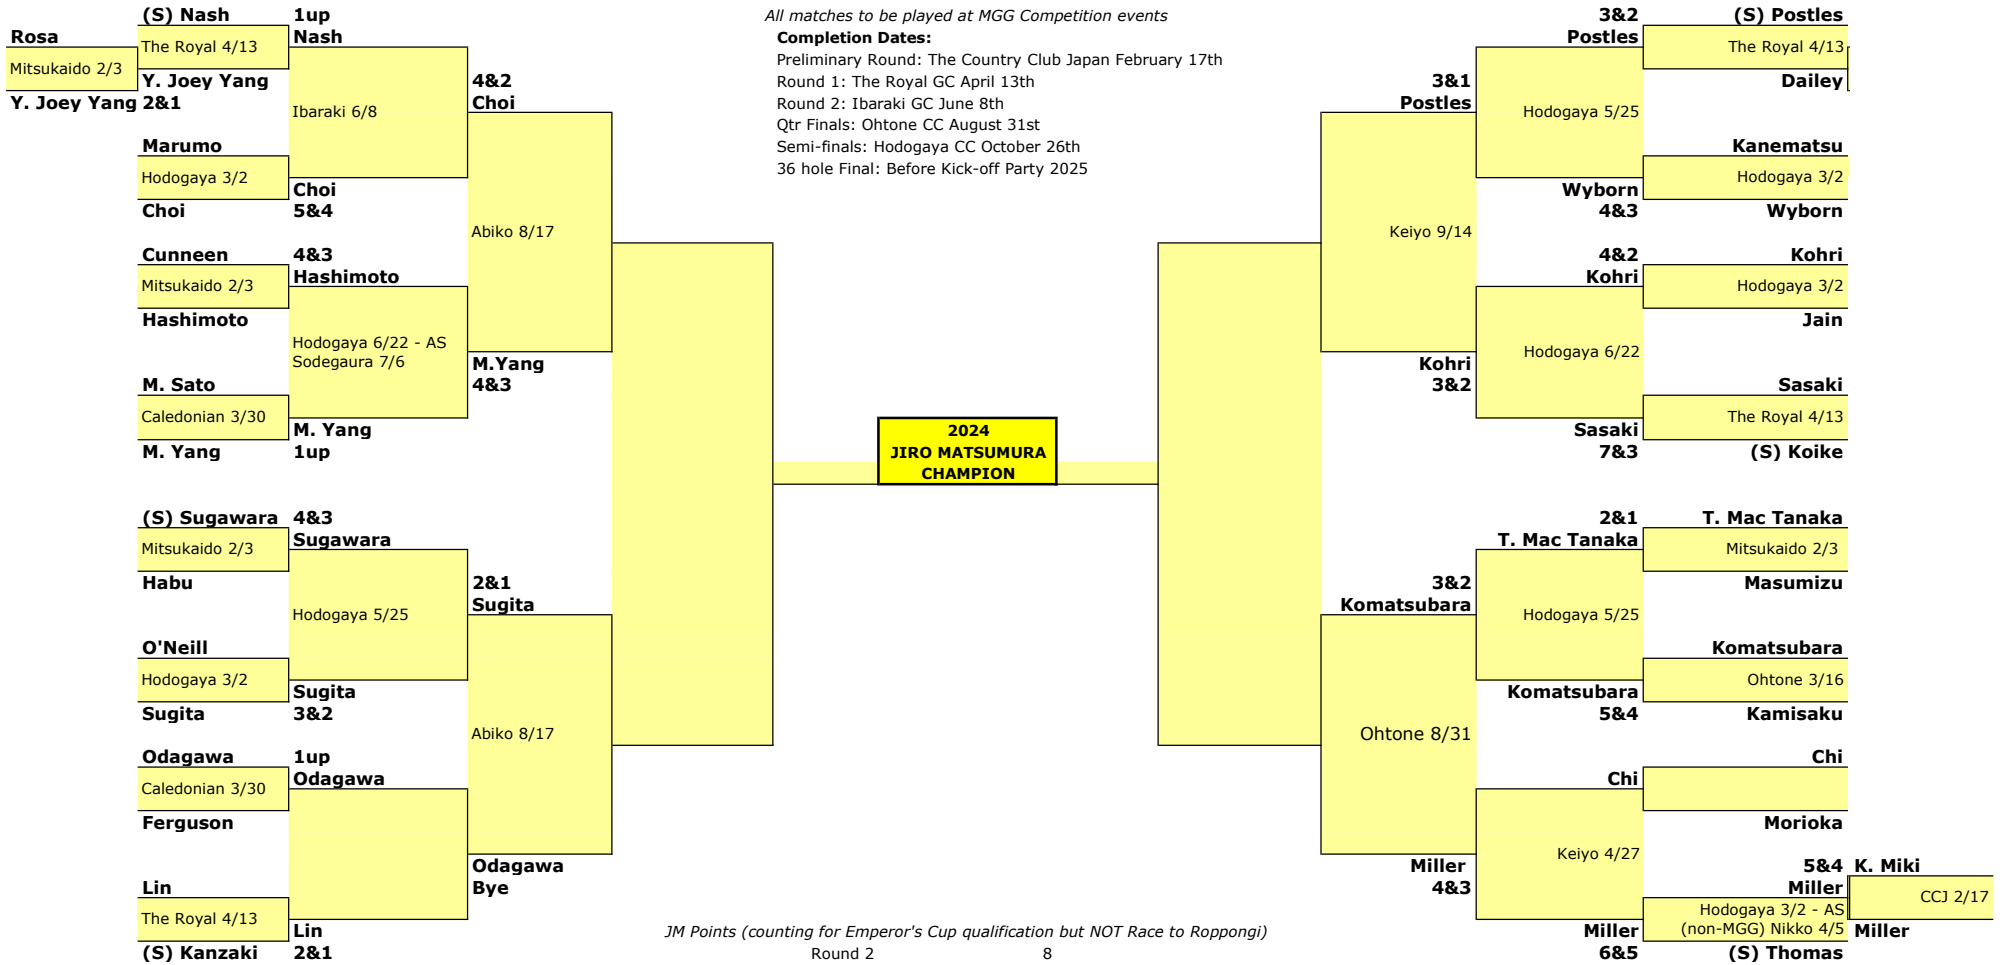 (S) Nash 1up
Rosa
The Royal 4/13
Nash
Mitsukaido 2/3
Y. Joey Yang
Y. Joey Yang 2&1
Ibaraki 6/8
4&2
Choi
Marumo
Hodogaya 3/2
Choi
Choi 5&4
Abiko 8/17
Cunneen 4&3
Mitsukaido 2/3
Hashimoto
Hashimoto
Hodogaya 6/22 - AS
Sodegaura 7/6
M.Yang
4&3
M. Sato
Caledonian 3/30
M. Yang
M. Yang 1up
(S) Sugawara 4&3
Mitsukaido 2/3
Sugawara
Habu
2&1
Sugita
Hodogaya 5/25
O'Neill
Hodogaya 3/2
Sugita
Sugita 3&2
Abiko 8/17
Odagawa 1up
Caledonian 3/30
Odagawa
Ferguson
Odagawa
Bye
Lin
The Royal 4/13
Lin
(S) Kanzaki 2&1
All matches to be played at MGG Competition events
Completion Dates:
Preliminary Round: The Country Club Japan February 17th
Round 1: The Royal GC April 13th
Round 2: Ibaraki GC June 8th
Qtr Finals: Ohtone CC August 31st
Semi-finals: Hodogaya CC October 26th
36 hole Final: Before Kick-off Party 2025
2024
JIRO MATSUMURA
CHAMPION
JM Points (counting for Emperor's Cup qualification but NOT Race to Roppongi)
Round 2 8
3&2 (S) Postles
Postles
The Royal 4/13
Dailey
3&1
Postles
Hodogaya 5/25
Kanematsu
Hodogaya 3/2
Wyborn
4&3 Wyborn
Keiyo 9/14
4&2 Kohri
Kohri
Hodogaya 3/2
Jain
Hodogaya 6/22
Kohri
3&2
Sasaki
The Royal 4/13
Sasaki
7&3 (S) Koike
2&1 T. Mac Tanaka
T. Mac Tanaka
Mitsukaido 2/3
Masumizu
3&2
Komatsubara
Hodogaya 5/25
Komatsubara
Ohtone 3/16
Komatsubara
5&4 Kamisaku
Ohtone 8/31
Chi
Chi
Morioka
Keiyo 4/27
Miller
4&3
5&4 K. Miki
Miller
CCJ 2/17
Hodogaya 3/2 - AS
(non-MGG) Nikko 4/5
Miller
Miller
6&5 (S) Thomas